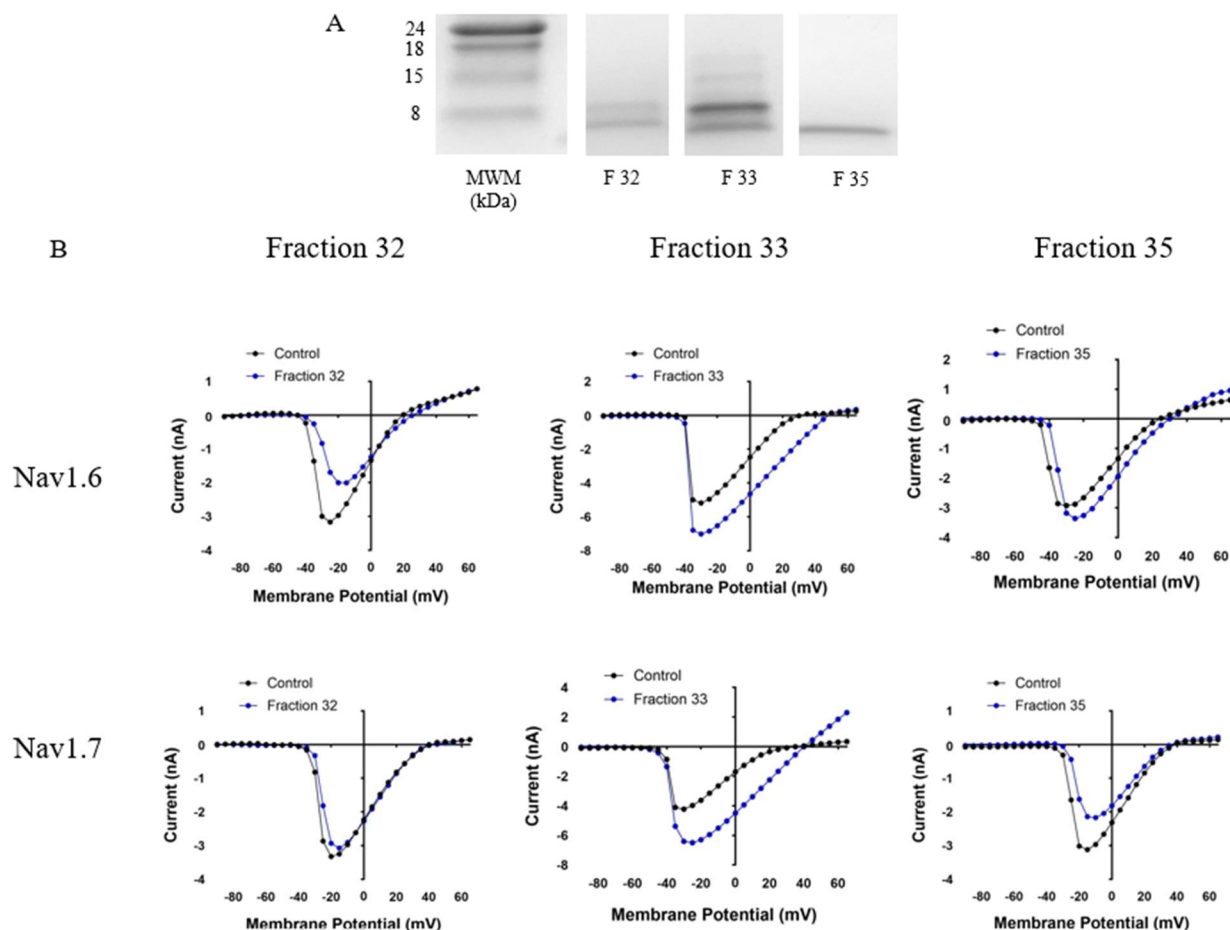 A
24
18
15
8
MWM
(kDa)
F 32
F 33
F 35
B
Fraction 32
Fraction 33
Fraction 35
Nav1.6
Control
Fraction 32
1
0
-1
-2
-3
-4
-80 -60 -40 -20 0 20 40 60
Current (nA)
Membrane Potential (mV)
Control
Fraction 33
2
0
-2
-4
-6
-8
-80 -60 -40 -20 0 20 40 60
Current (nA)
Membrane Potential (mV)
Control
Fraction 35
2
1
0
-1
-2
-3
-4
-80 -60 -40 -20 0 20 40 60
Current (nA)
Membrane Potential (mV)
Nav1.7
Control
Fraction 32
1
0
-1
-2
-3
-4
-80 -60 -40 -20 0 20 40 60
Current (nA)
Membrane Potential (mV)
Control
Fraction 33
4
2
0
-2
-4
-6
-8
-80 -60 -40 -20 0 20 40 60
Current (nA)
Membrane Potential (mV)
Control
Fraction 35
1
0
-1
-2
-3
-4
-80 -60 -40 -20 0 20 40 60
Current (nA)
Membrane Potential (mV)